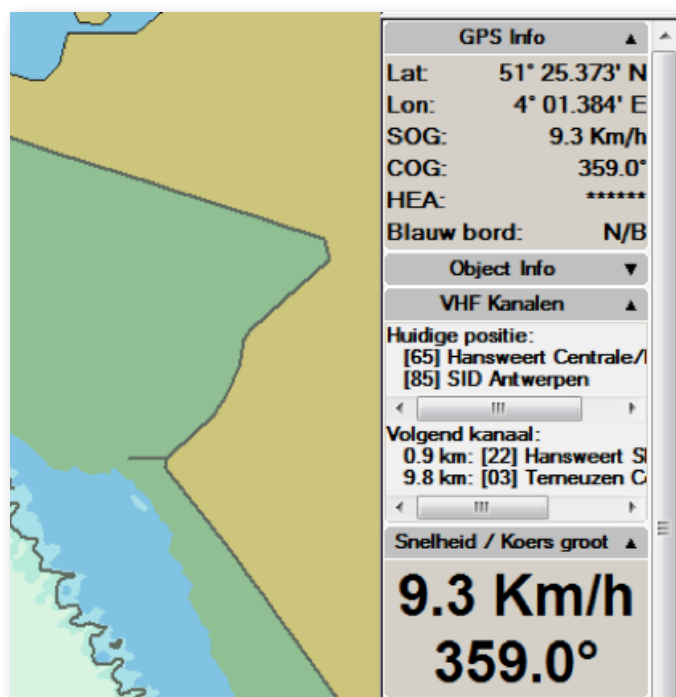 GPS Info
Lat: 51° 25.373' N
Lon: 4° 01.384' E
SOG: 9.3 Km/h
COG: 359.0°
HEA: ******
Blauw bord: N/B
Object Info
VHF Kanalen
Huidige positie:
[65] Hansweert Centrale/
[85] SID Antwerpen
Volgend kanaal:
0.9 km: [22] Hansweert
9.8 km: [03] Terneuzen
Snelheid / Koers groot
9.3 Km/h
359.0°